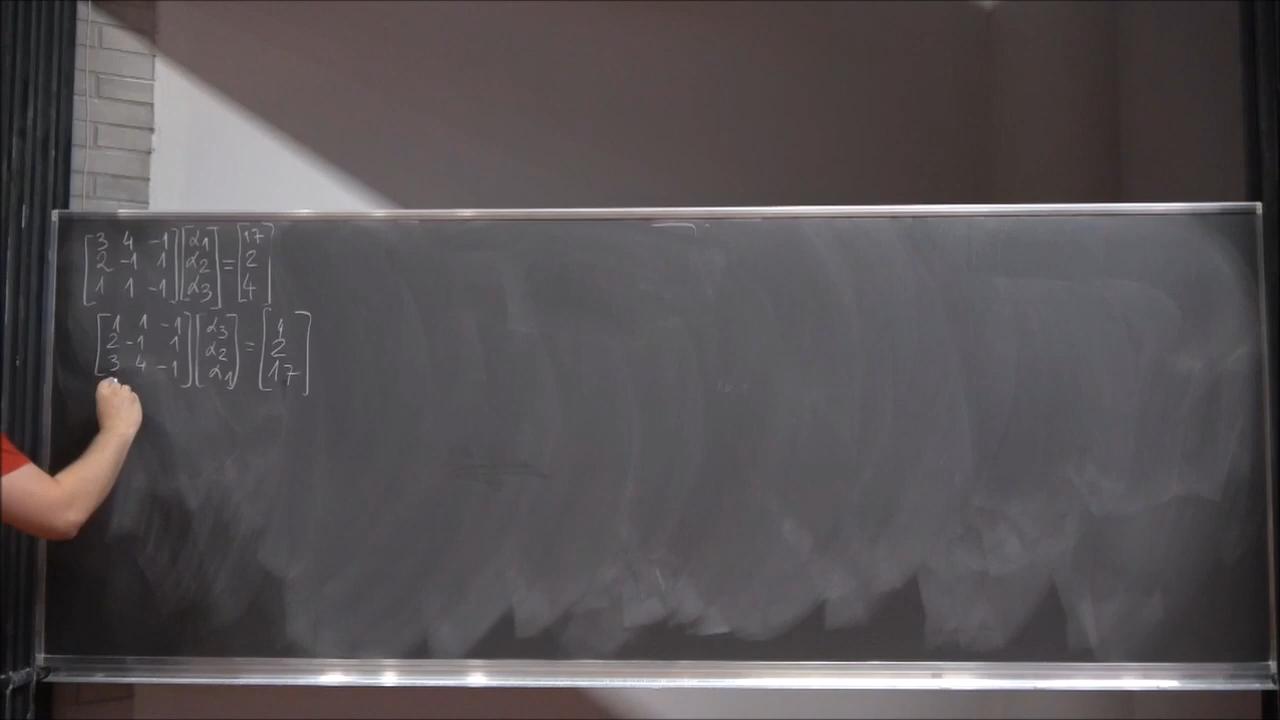 [3 4 -1] [α1] = [17]
[2 -1 1] [α2] = [2]
[1 1 -1] [α3] = [4]
[1 1 -1] [α3] = [4]
[2 -1 1] [α2] = [2]
[3 4 -1] [α1] = [17]